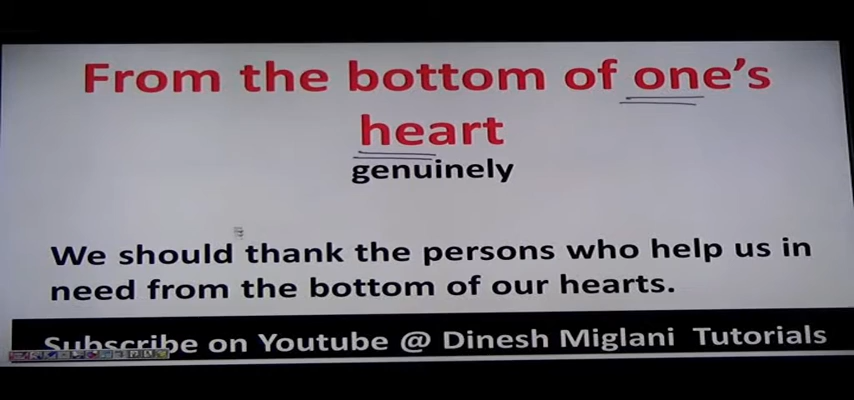 From the bottom of one's
heart
genuinely
We should thank the persons who help us in
need from the bottom of our hearts.
Subscribe on Youtube @ Dinesh Miglani Tutorials